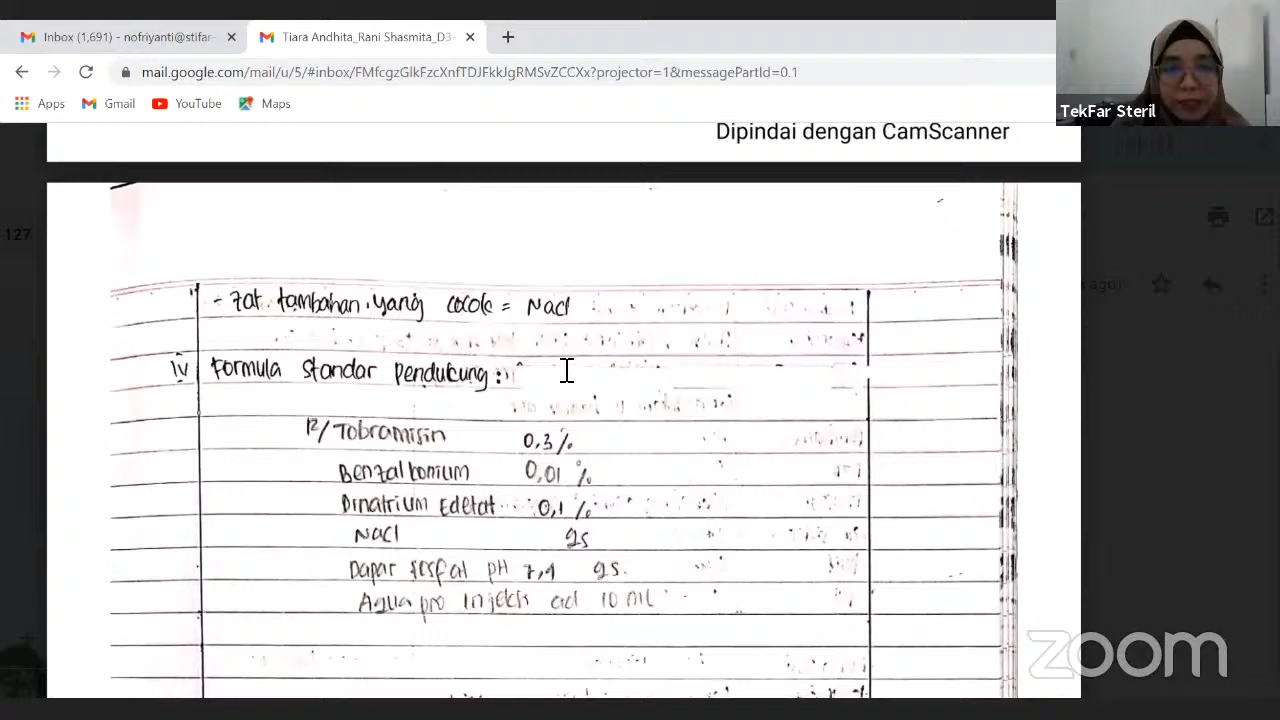 Inbox (1,691) - nofriyanti@stifar-
Tiara Andhita_Rani Shasmita_D3-
mail.google.com/mail/u/5/#inbox/FMfcgzGlkFzcXnfTDJFkkJgRMSvZCCXx?projector=1&messagePartId=0.1
Apps Gmail YouTube Maps
TekFar Steril
Dipindai dengan CamScanner
127
ago)
- zat tambahan yang cocok = NaCl
IV Formula Standar Pendukung :
R/ Tobramisin 0.3%
Benzalkonium 0,01 %
Dinatrium Edetat 0,1 %
NaCl qs
Dapar fosfat pH 7,4 qs.
Aqua pro Injeksi ad 10 ml
zoom